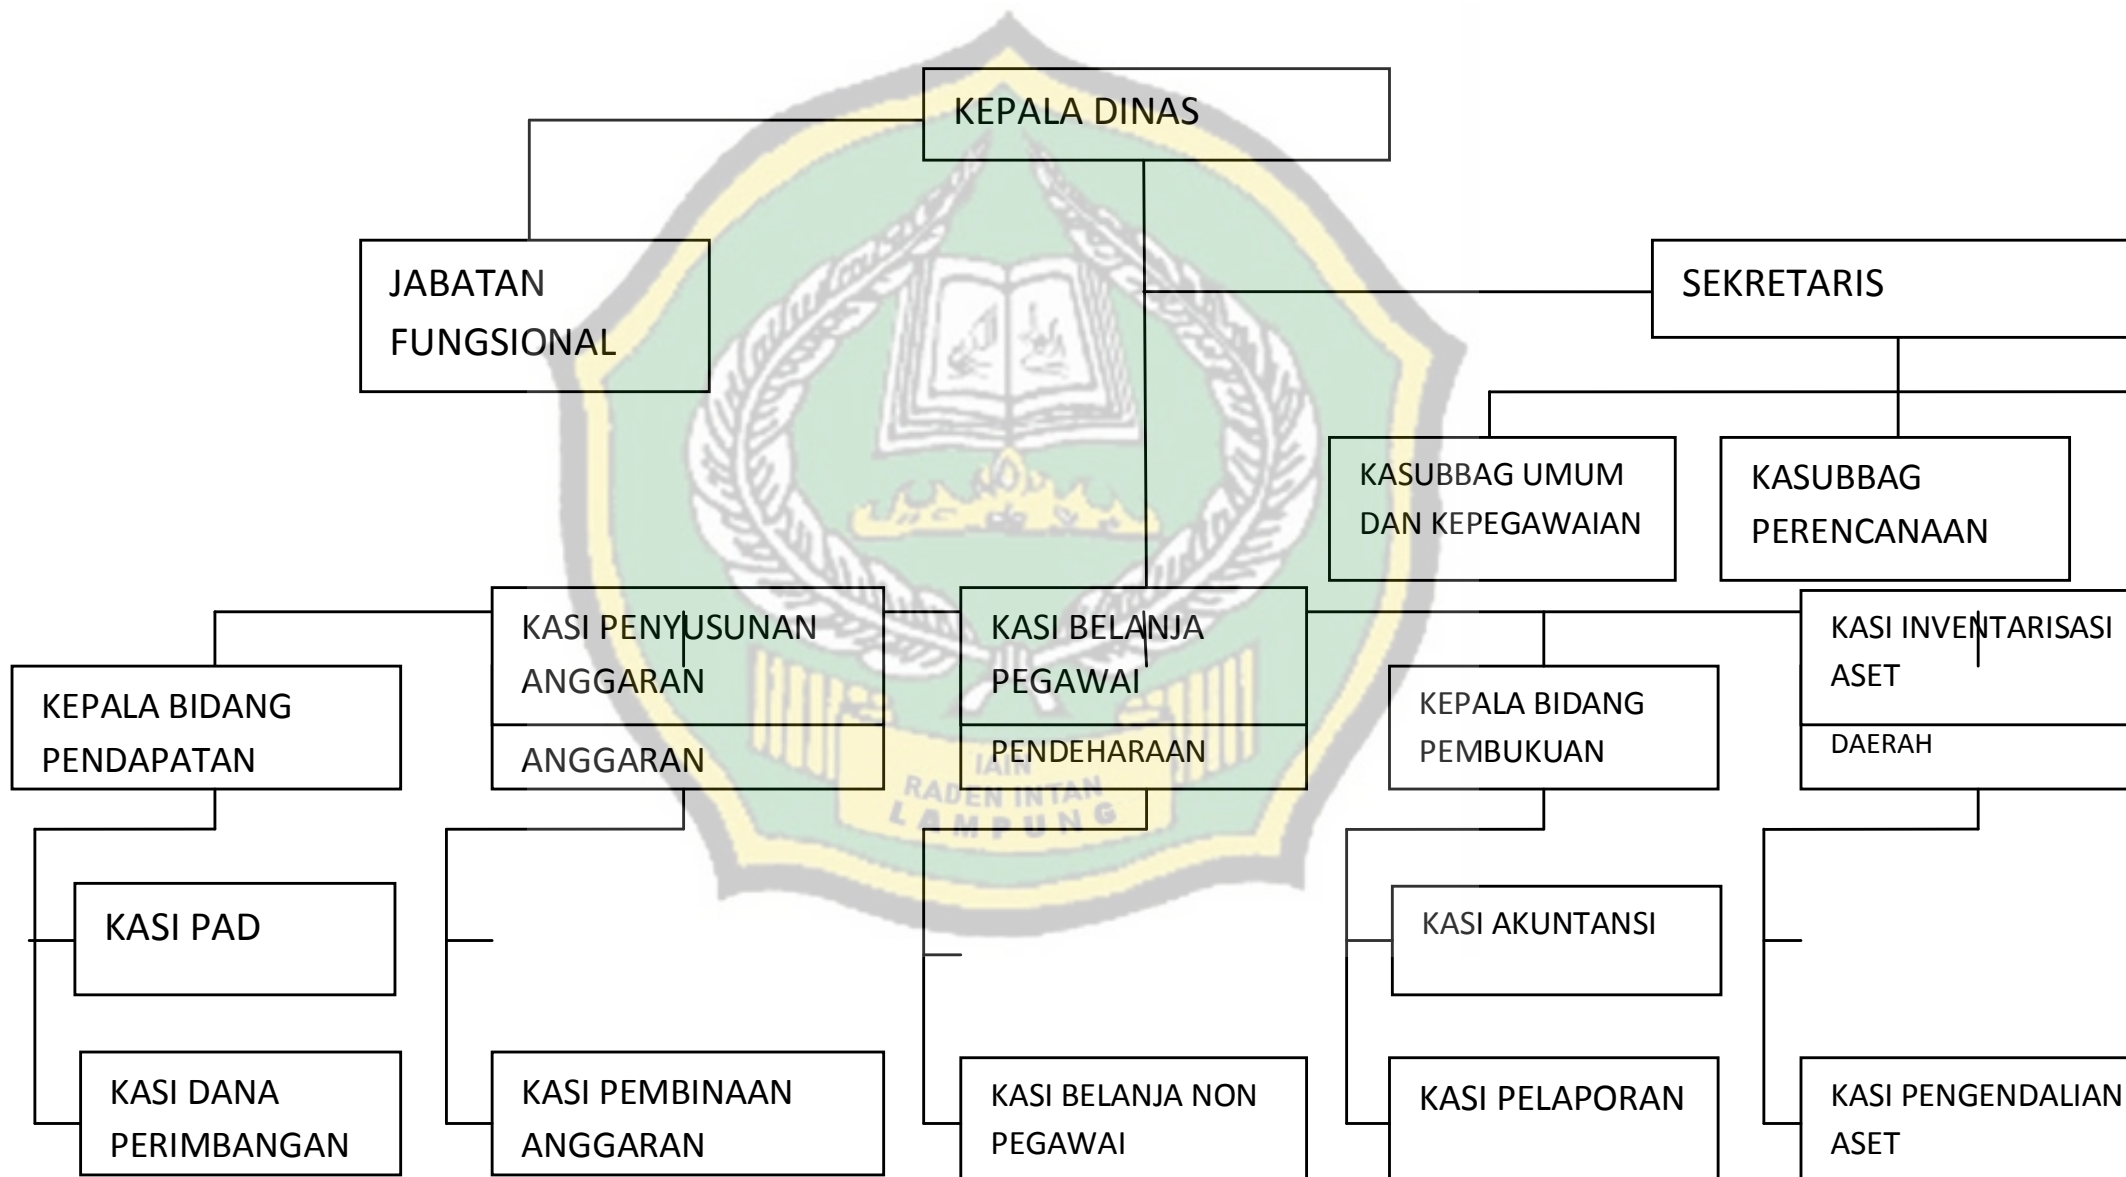 KEPALA DINAS
JABATAN
FUNGSIONAL
SEKRETARIS
KASUBBAG UMUM
DAN KEPEGAWAIAN
KASUBBAG
PERENCANAAN
KEPALA BIDANG
PENDAPATAN
KASI PENYUSUNAN
ANGGARAN
ANGGARAN
KASI BELANJA
PEGAWAI
PENDEHARAAN
KEPALA BIDANG
PEMBUKUAN
KASI INVENTARISASI
ASET
DAERAH
IAIN
RADEN INTAN
LAMPUNG
KASI PAD
KASI AKUNTANSI
KASI DANA
PERIMBANGAN
KASI PEMBINAAN
ANGGARAN
KASI BELANJA NON
PEGAWAI
KASI PELAPORAN
KASI PENGENDALIAN
ASET